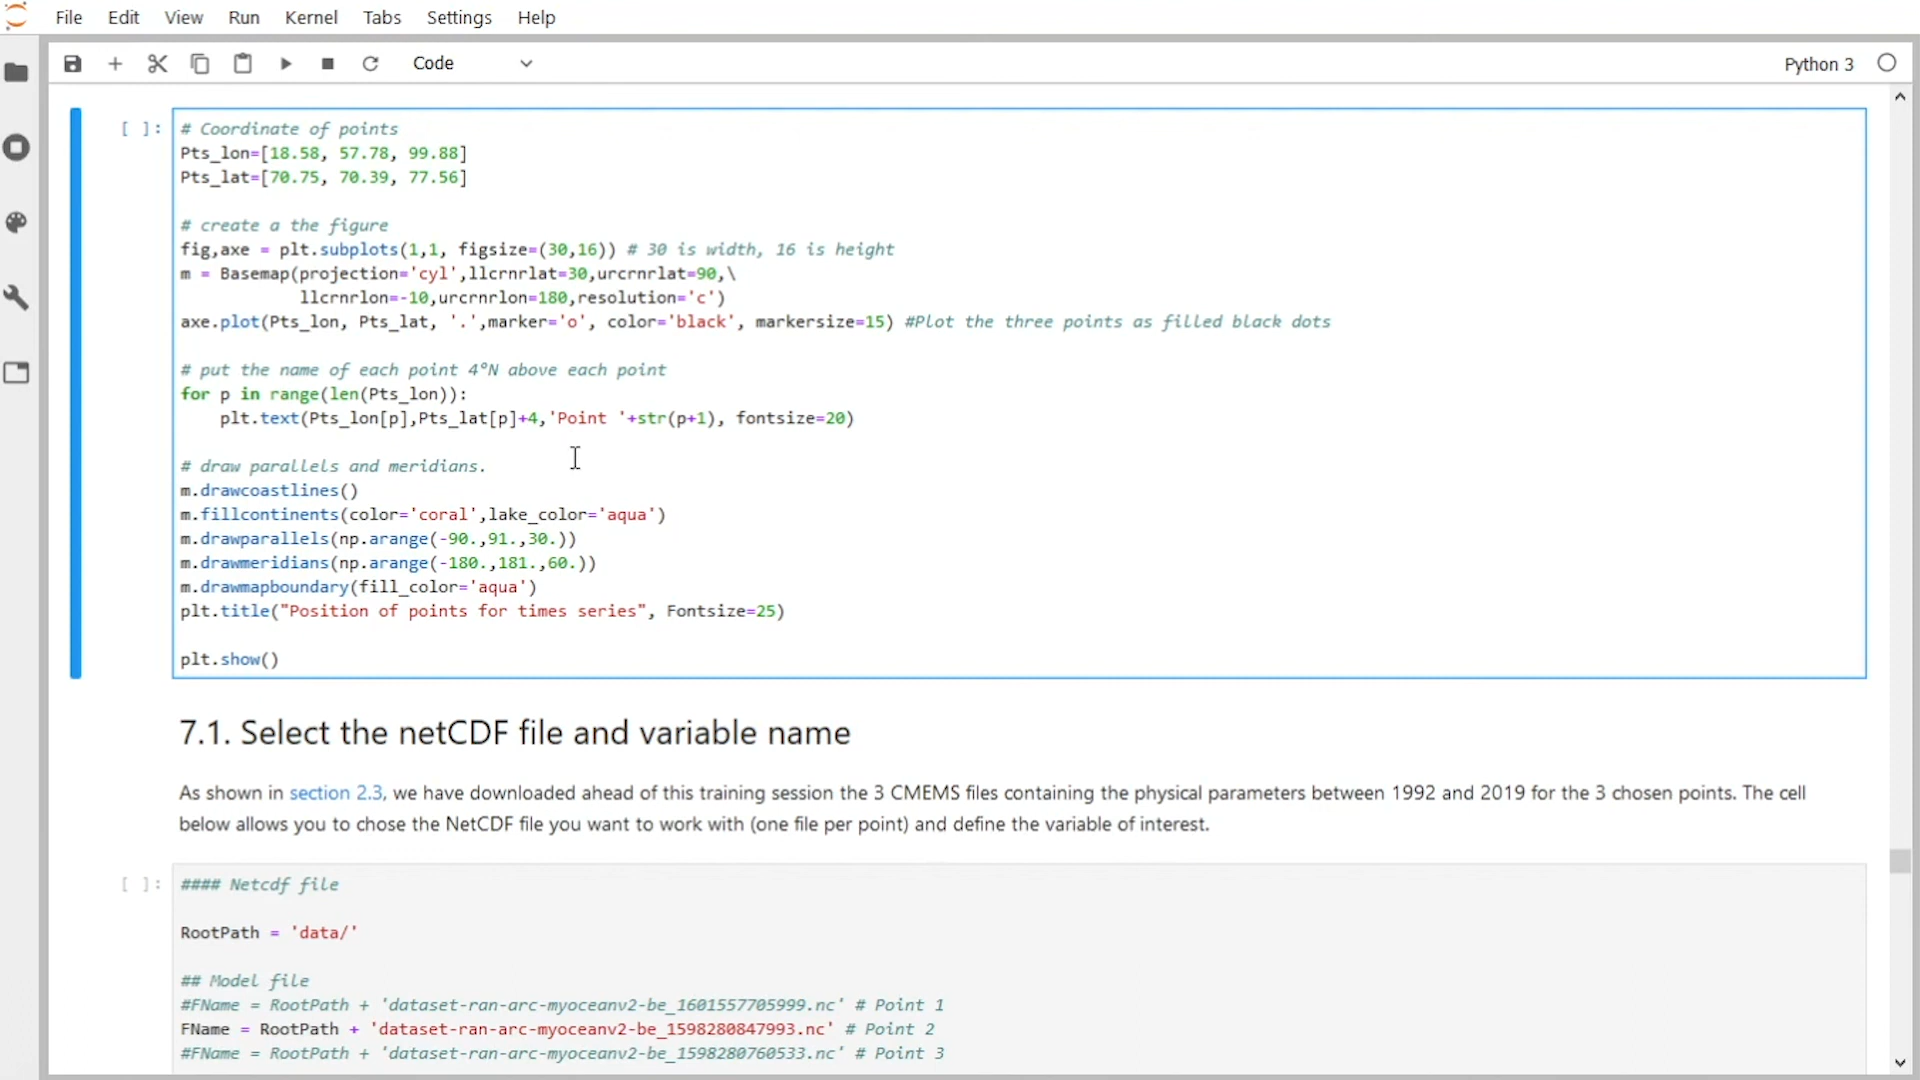 File Edit View Run Kernel Tabs Settings Help
Code
Python 3
[ ]:
# Coordinate of points
Pts_lon=[18.58, 57.78, 99.88]
Pts_lat=[70.75, 70.39, 77.56]
# create a the figure
fig,axe = plt.subplots(1,1, figsize=(30,16)) # 30 is width, 16 is height
m = Basemap(projection='cyl',llcrnrlat=30,urcrnrlat=90,\
llcrnrlon=-10,urcrnrlon=180,resolution='c')
axe.plot(Pts_lon, Pts_lat, '.',marker='o', color='black', markersize=15) #Plot the three points as filled black dots
# put the name of each point 4°N above each point
for p in range(len(Pts_lon)):
plt.text(Pts_lon[p],Pts_lat[p]+4,'Point '+str(p+1), fontsize=20)
# draw parallels and meridians.
m.drawcoastlines()
m.fillcontinents(color='coral',lake_color='aqua')
m.drawparallels(np.arange(-90.,91.,30.))
m.drawmeridians(np.arange(-180.,181.,60.))
m.drawmapboundary(fill_color='aqua')
plt.title("Position of points for times series", Fontsize=25)
plt.show()
7.1. Select the netCDF file and variable name
As shown in section 2.3, we have downloaded ahead of this training session the 3 CMEMS files containing the physical parameters between 1992 and 2019 for the 3 chosen points. The cell
below allows you to chose the NetCDF file you want to work with (one file per point) and define the variable of interest.
[ ]:
#### Netcdf file
RootPath = 'data/'
## Model file
#FName = RootPath + 'dataset-ran-arc-myoceanv2-be_1601557705999.nc' # Point 1
FName = RootPath + 'dataset-ran-arc-myoceanv2-be_1598280847993.nc' # Point 2
#FName = RootPath + 'dataset-ran-arc-myoceanv2-be_1598280760533.nc' # Point 3